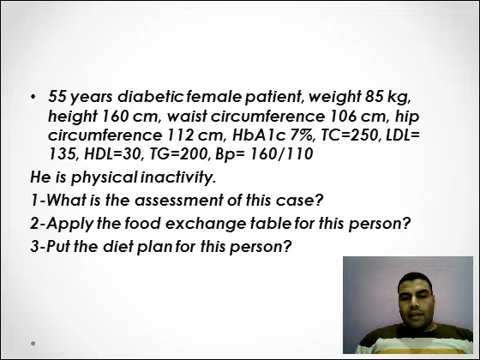 • 55 years diabetic female patient, weight 85 kg,
height 160 cm, waist circumference 106 cm, hip
circumference 112 cm, HbA1c 7%, TC=250, LDL=
135, HDL=30, TG=200, Bp= 160/110
He is physical inactivity.
1-What is the assessment of this case?
2-Apply the food exchange table for this person?
3-Put the diet plan for this person?